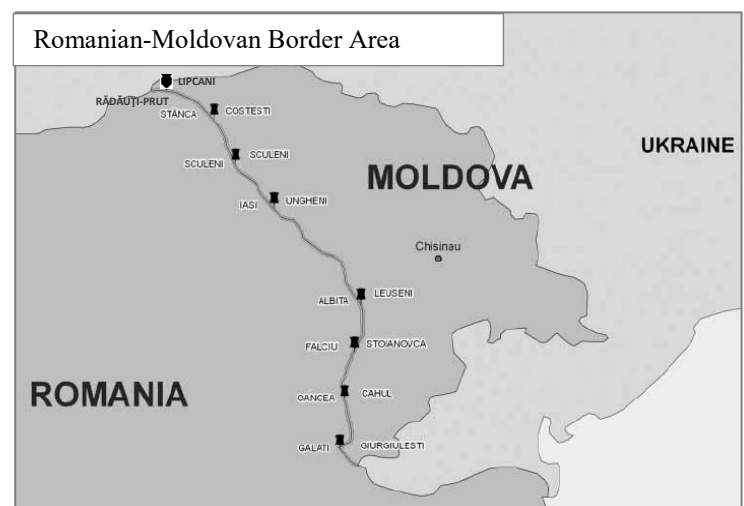 Romanian-Moldovan Border Area
LIPCANI
RĂDĂUŢI-PRUT
STÂNCA
COSTESTI
SCULENI
SCULENI
UKRAINE
MOLDOVA
IASI
UNGHENI
Chisinau
ALBITA
LEUSENI
FALCIU
STOIANOVCA
ROMANIA
OANCEA
CAHUL
GALATI
GIURGIULESTI